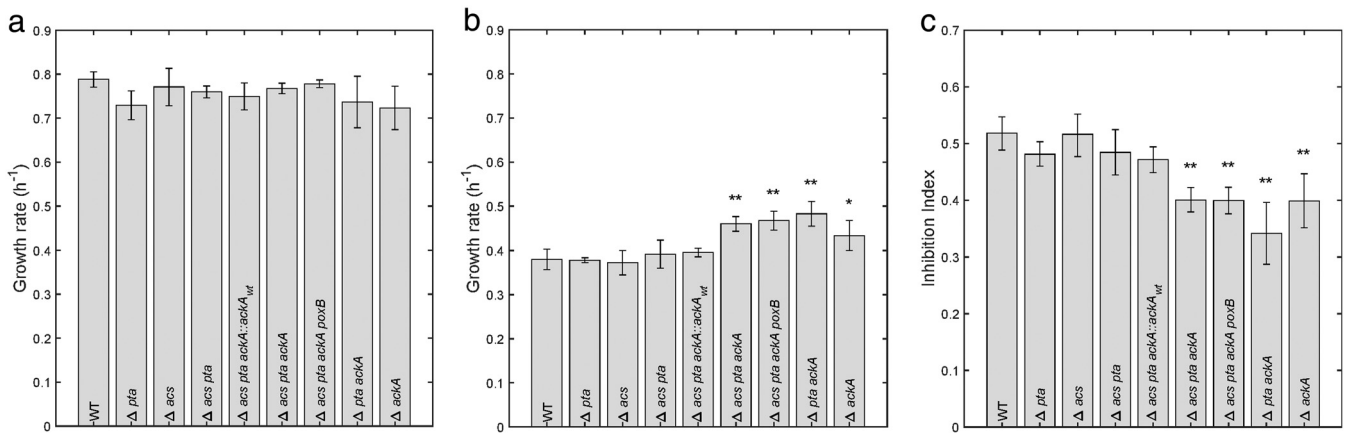 a
Growth rate (h-1)
0.9
0.8
0.7
0.6
0.5
0.4
0.3
0.2
0.1
0
WT
Δ pta
Δ acs
Δ acs pta
Δ acs pta ackA::ackAwt
Δ acs pta ackA
Δ acs pta ackA poxB
Δ pta ackA
Δ ackA
b
Growth rate (h-1)
0.9
0.8
0.7
0.6
0.5
0.4
0.3
0.2
0.1
0
** ** ** *
WT
Δ pta
Δ acs
Δ acs pta
Δ acs pta ackA::ackAwt
Δ acs pta ackA
Δ acs pta ackA poxB
Δ pta ackA
Δ ackA
c
Inhibition Index
0.7
0.6
0.5
0.4
0.3
0.2
0.1
0
** ** ** **
WT
Δ pta
Δ acs
Δ acs pta
Δ acs pta ackA::ackAwt
Δ acs pta ackA
Δ acs pta ackA poxB
Δ pta ackA
Δ ackA